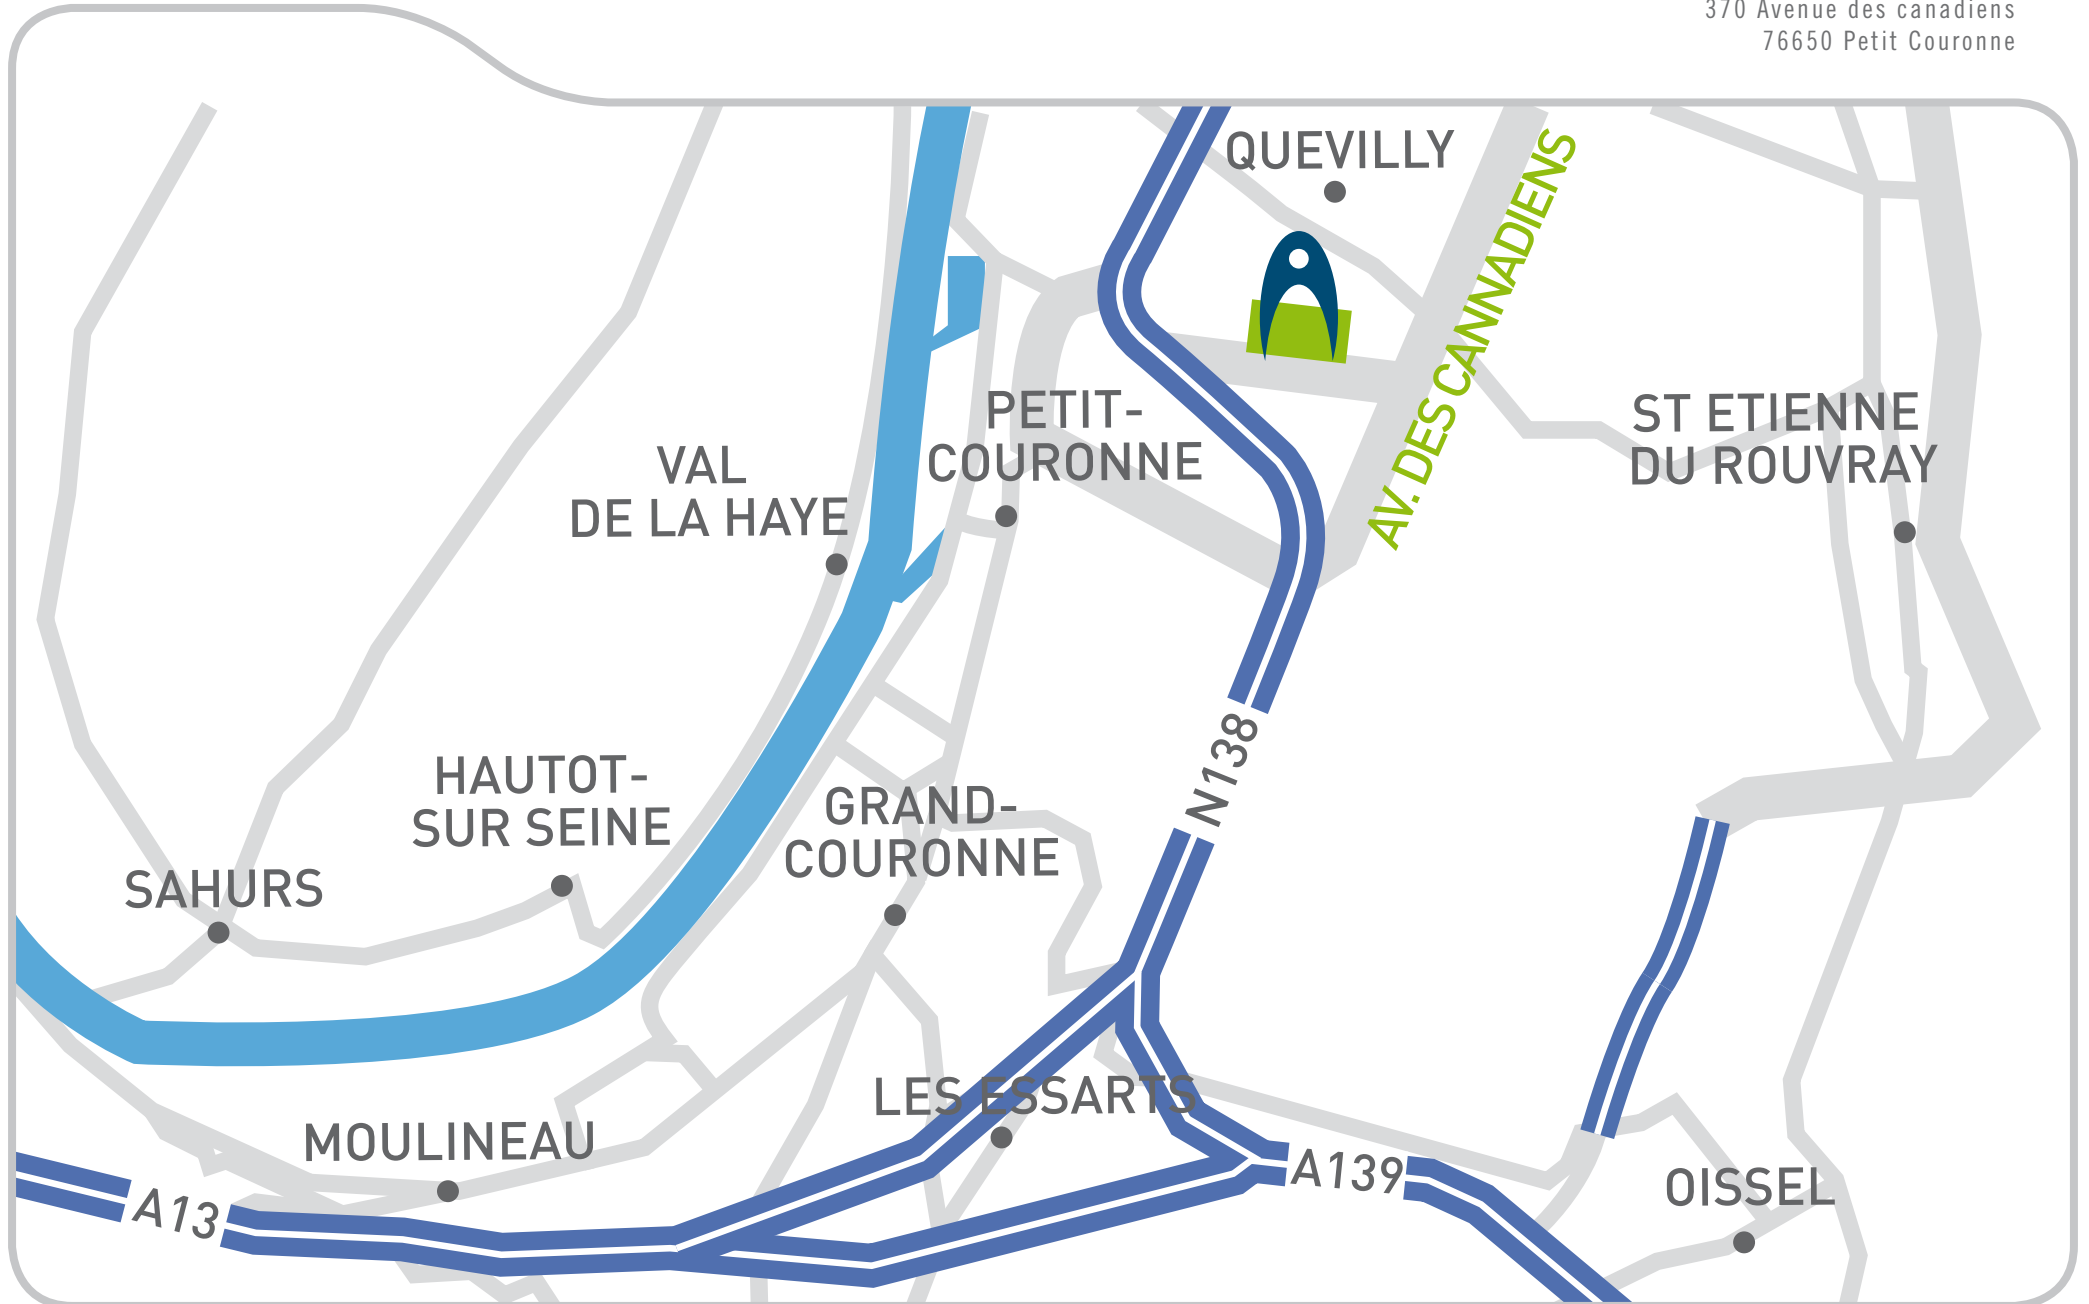 370 Avenue des canadiens
76650 Petit Couronne
QUEVILLY
AV. DES CANNADIENS
PETIT-
COURONNE
ST ETIENNE
DU ROUVRAY
VAL
DE LA HAYE
N138
HAUTOT-
SUR SEINE
GRAND-
COURONNE
SAHURS
LES ESSARTS
MOULINEAU
A139
OISSEL
A13